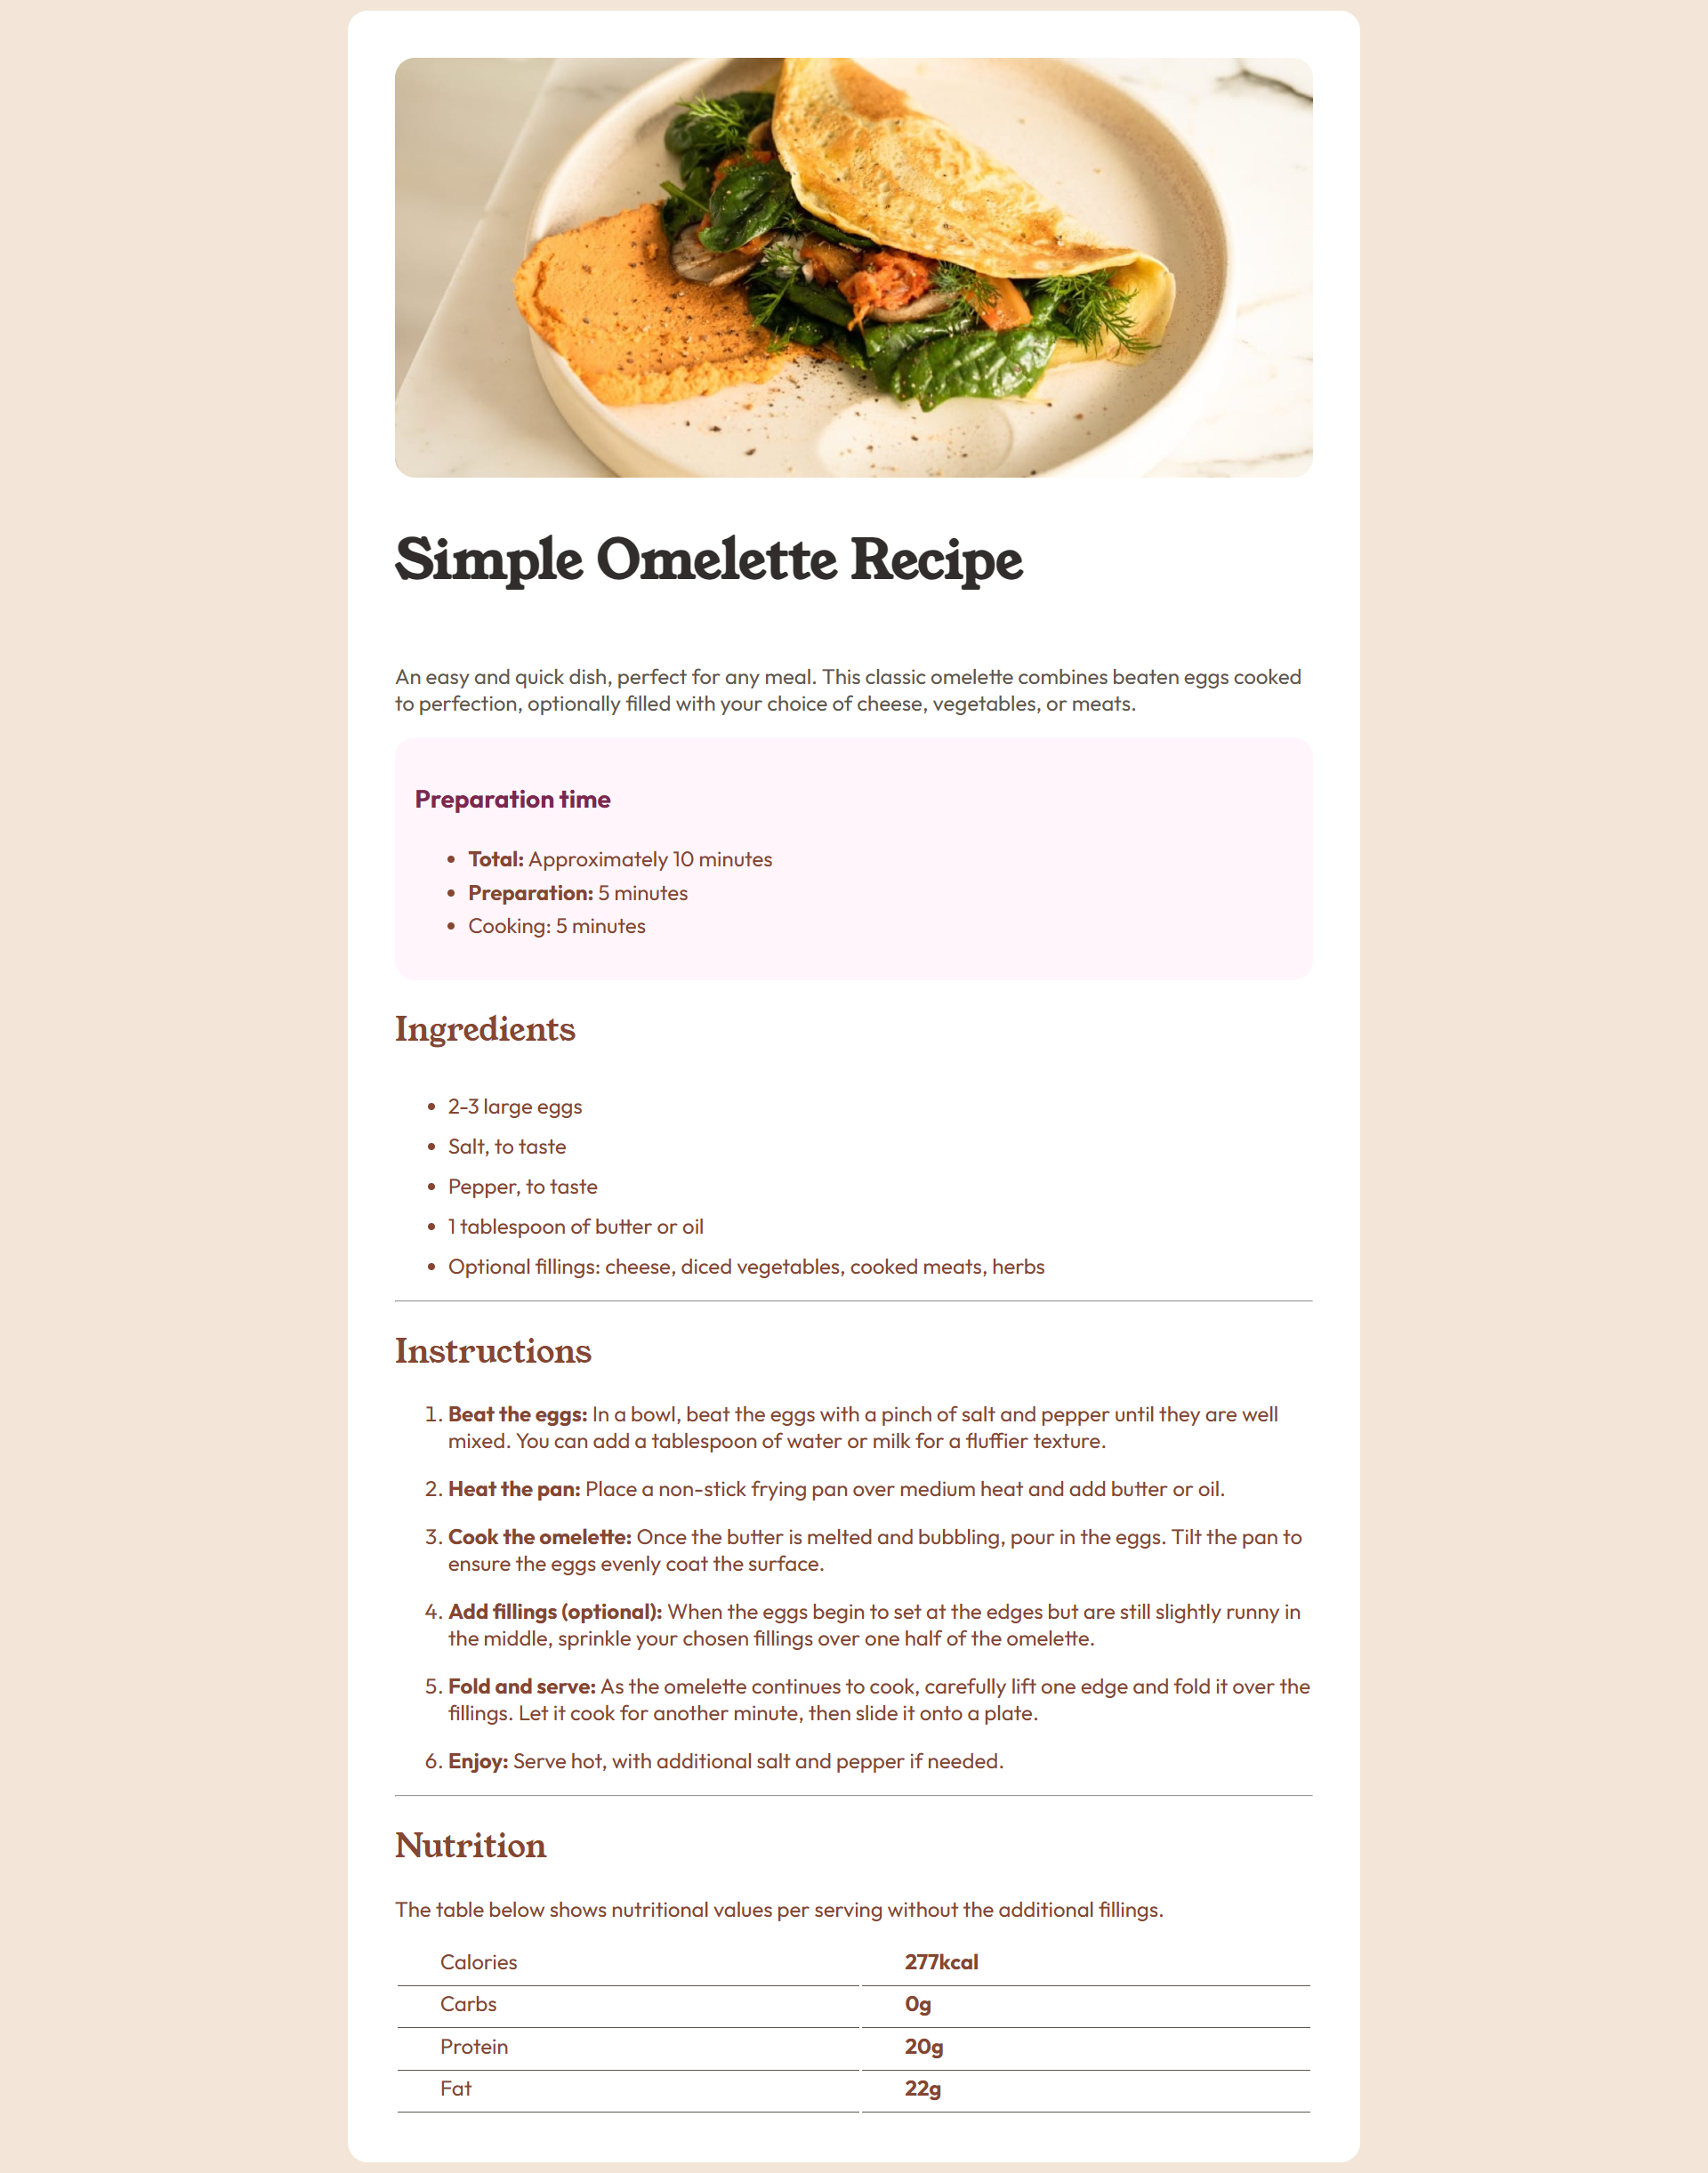 Simple Omelette Recipe
An easy and quick dish, perfect for any meal. This classic omelette combines beaten eggs cooked
to perfection, optionally filled with your choice of cheese, vegetables, or meats.
Preparation time
• Total: Approximately 10 minutes
• Preparation: 5 minutes
• Cooking: 5 minutes
Ingredients
• 2-3 large eggs
• Salt, to taste
• Pepper, to taste
• 1 tablespoon of butter or oil
• Optional fillings: cheese, diced vegetables, cooked meats, herbs
Instructions
1. Beat the eggs: In a bowl, beat the eggs with a pinch of salt and pepper until they are well
mixed. You can add a tablespoon of water or milk for a fluffier texture.
2. Heat the pan: Place a non-stick frying pan over medium heat and add butter or oil.
3. Cook the omelette: Once the butter is melted and bubbling, pour in the eggs. Tilt the pan to
ensure the eggs evenly coat the surface.
4. Add fillings (optional): When the eggs begin to set at the edges but are still slightly runny in
the middle, sprinkle your chosen fillings over one half of the omelette.
5. Fold and serve: As the omelette continues to cook, carefully lift one edge and fold it over the
fillings. Let it cook for another minute, then slide it onto a plate.
6. Enjoy: Serve hot, with additional salt and pepper if needed.
Nutrition
The table below shows nutritional values per serving without the additional fillings.
Calories 277kcal
Carbs 0g
Protein 20g
Fat 22g